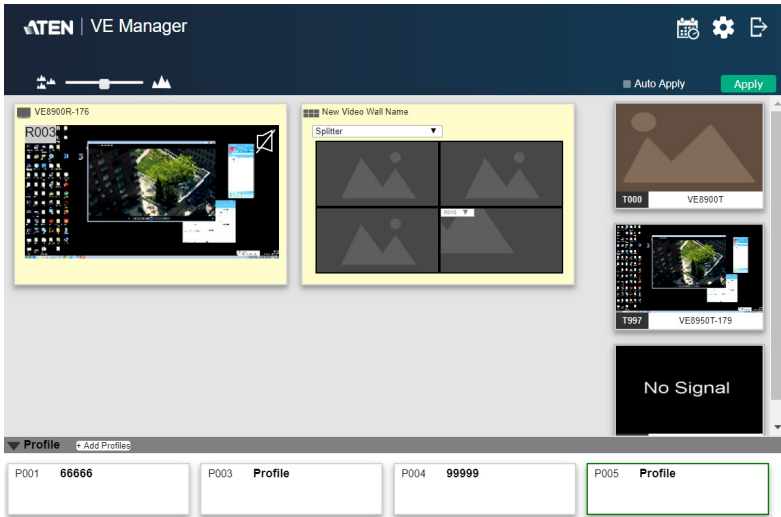 ATEN | VE Manager
Auto Apply
Apply
VE8900R-176
R003
New Video Wall Name
Splitter
T000
VE8900T
T997
VE8950T-179
No Signal
Profile
+ Add Profiles
P001
66666
P003
Profile
P004
99999
P005
Profile